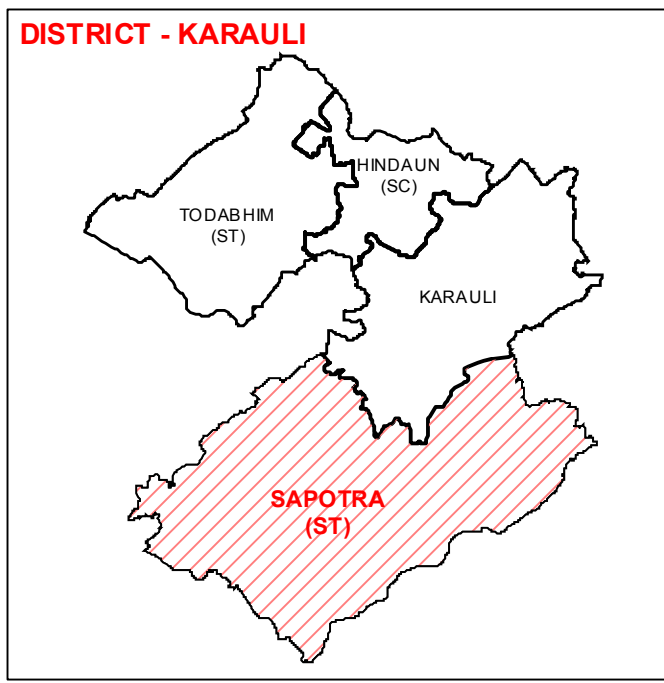 DISTRICT - KARAULI
HINDAUN
(SC)
TODABHIM
(ST)
KARAULI
SAPOTRA
(ST)